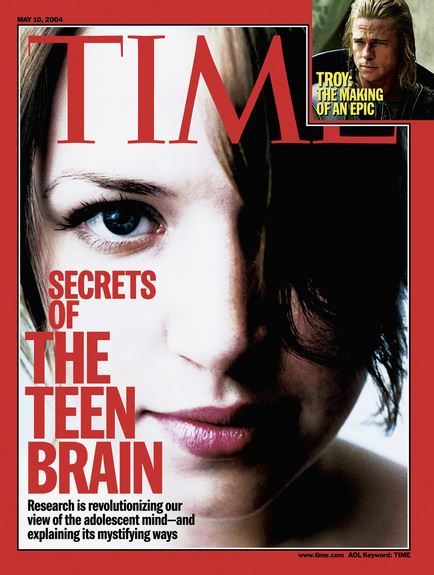 MAY 10, 2004
TIME
TROY:
THE MAKING
OF AN EPIC
SECRETS
OF
THE
TEEN
BRAIN
Research is revolutionizing our
view of the adolescent mind—and
explaining its mystifying ways
www.time.com AOL Keyword: TIME